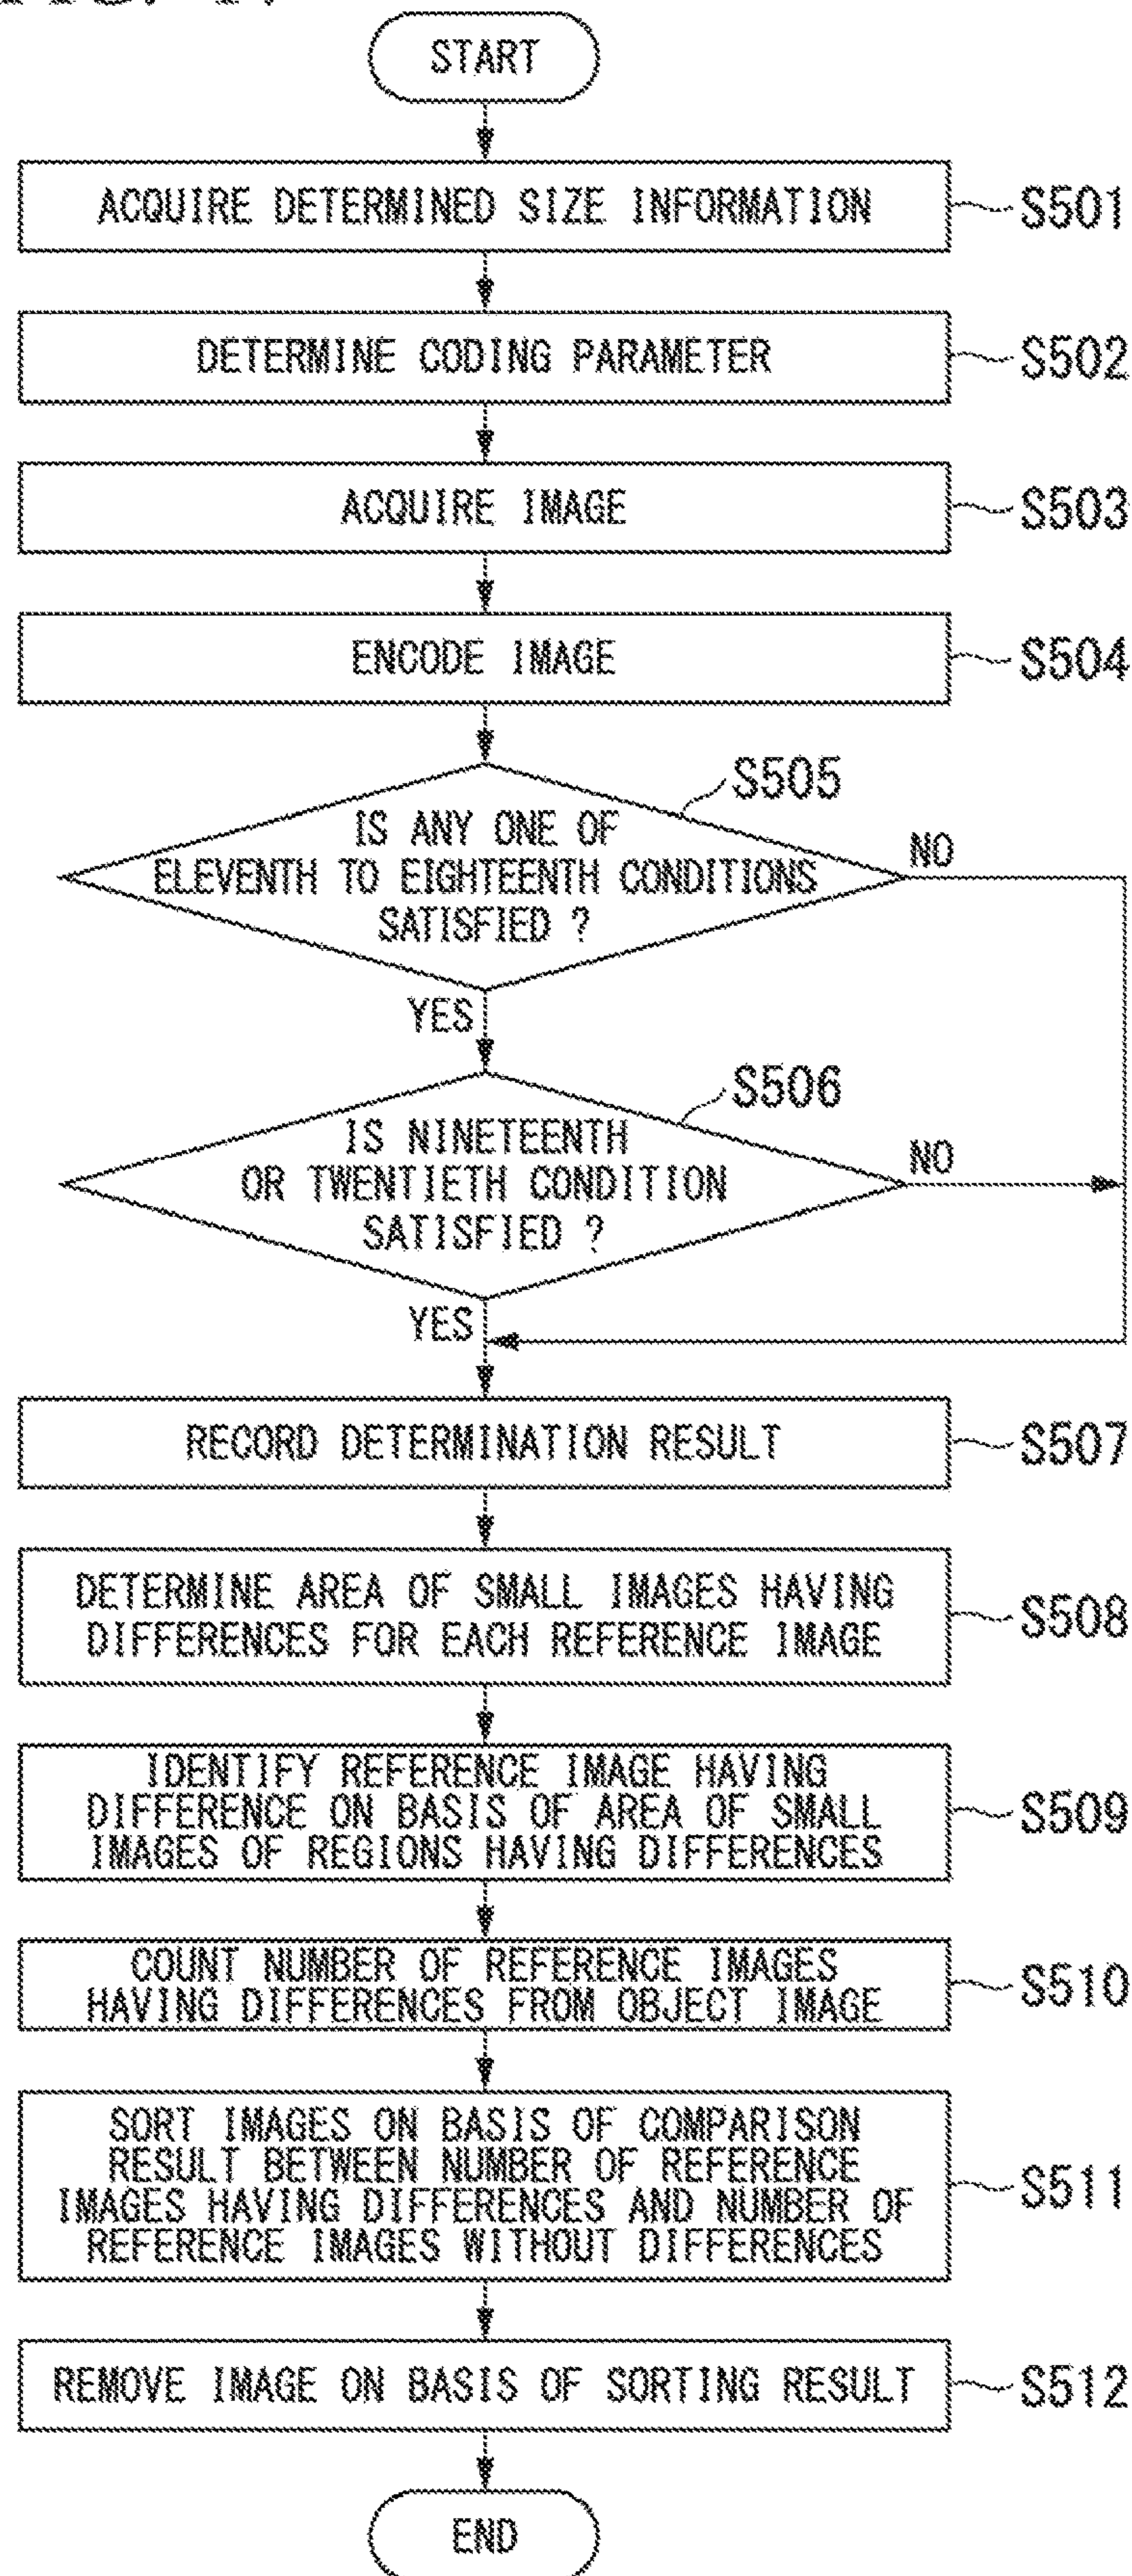 START
ACQUIRE DETERMINED SIZE INFORMATION
S501
DETERMINE CODING PARAMETER
S502
ACQUIRE IMAGE
S503
ENCODE IMAGE
S504
S505
IS ANY ONE OF
ELEVENTH TO EIGHTEENTH CONDITIONS
SATISFIED ?
NO
YES
S506
IS NINETEENTH
OR TWENTIETH CONDITION
SATISFIED ?
NO
YES
RECORD DETERMINATION RESULT
S507
DETERMINE AREA OF SMALL IMAGES HAVING
DIFFERENCES FOR EACH REFERENCE IMAGE
S508
IDENTIFY REFERENCE IMAGE HAVING
DIFFERENCE ON BASIS OF AREA OF SMALL
IMAGES OF REGIONS HAVING DIFFERENCES
S509
COUNT NUMBER OF REFERENCE IMAGES
HAVING DIFFERENCES FROM OBJECT IMAGE
S510
SORT IMAGES ON BASIS OF COMPARISON
RESULT BETWEEN NUMBER OF REFERENCE
IMAGES HAVING DIFFERENCES AND NUMBER OF
REFERENCE IMAGES WITHOUT DIFFERENCES
S511
REMOVE IMAGE ON BASIS OF SORTING RESULT
S512
END